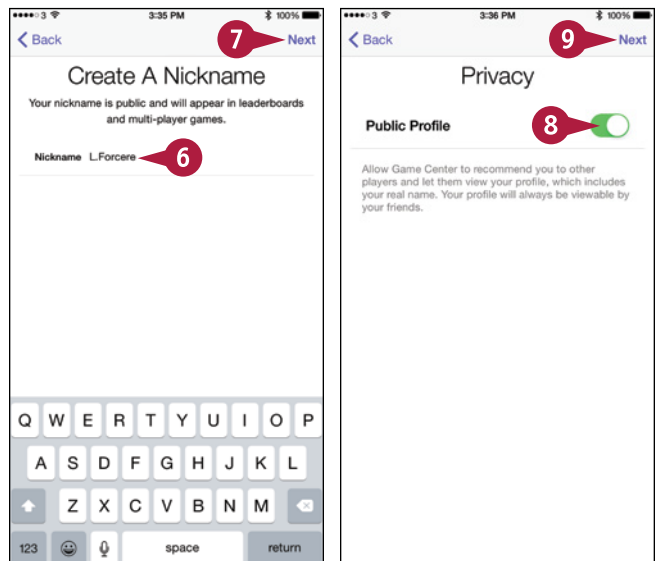 3 3:35 PM 100%
Back 7 Next
Create A Nickname
Your nickname is public and will appear in leaderboards
and multi-player games.
Nickname L.Forcere 6
Q W E R T Y U I O P
A S D F G H J K L
Z X C V B N M
123 space return
3 3:36 PM 100%
Back 9 Next
Privacy
Public Profile 8
Allow Game Center to recommend you to other
players and let them view your profile, which includes
your real name. Your profile will always be viewable by
your friends.